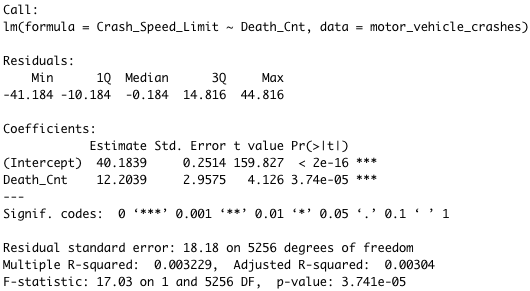 Call:
lm(formula = Crash_Speed_Limit ~ Death_Cnt, data = motor_vehicle_crashes)
Residuals:
Min 1Q Median 3Q Max
-41.184 -10.184 -0.184 14.816 44.816
Coefficients:
Estimate Std. Error t value Pr(>|t|)
(Intercept) 40.1839 0.2514 159.827 < 2e-16 ***
Death_Cnt 12.2039 2.9575 4.126 3.74e-05 ***
---
Signif. codes: 0 ‘***’ 0.001 ‘**’ 0.01 ‘*’ 0.05 ‘.’ 0.1 ‘ ’ 1
Residual standard error: 18.18 on 5256 degrees of freedom
Multiple R-squared: 0.003229, Adjusted R-squared: 0.00304
F-statistic: 17.03 on 1 and 5256 DF, p-value: 3.741e-05